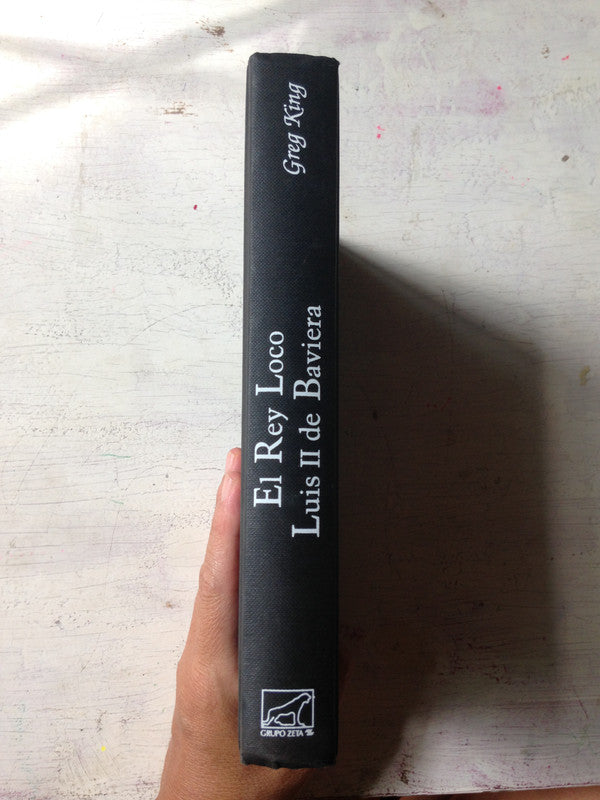 Greg King
El Rey Loco
Luis II de Baviera
GRUPO ZETA